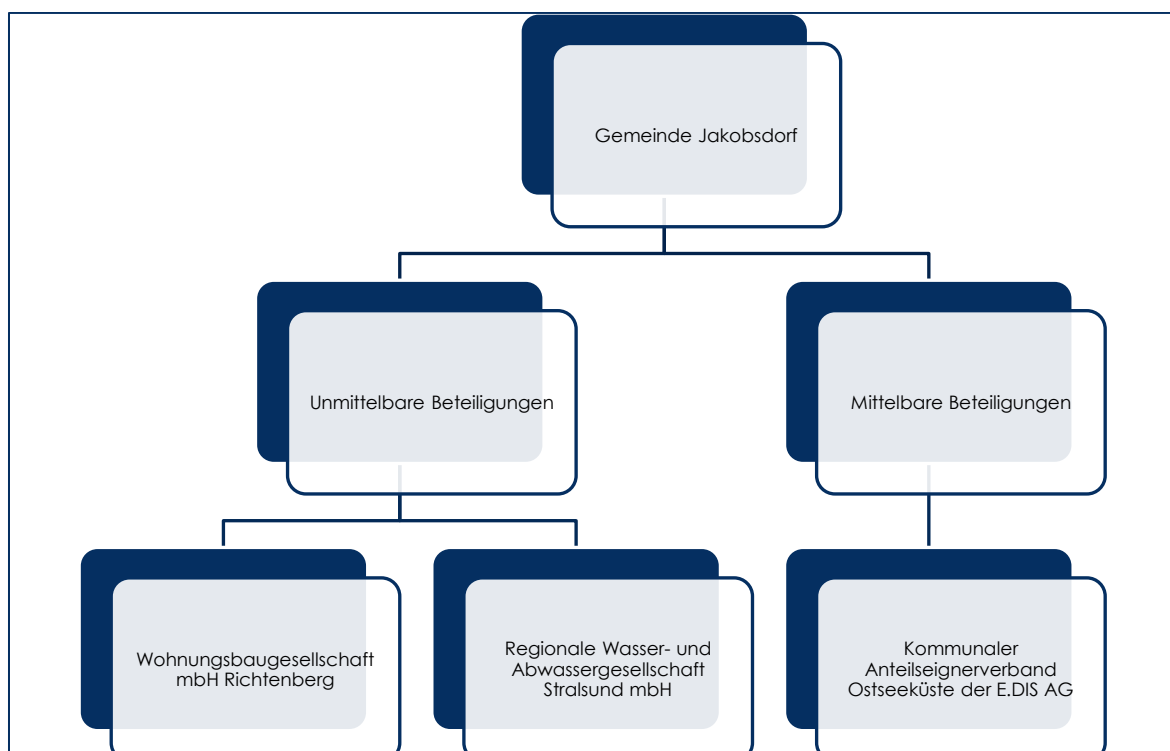 Gemeinde Jakobsdorf
Unmittelbare Beteiligungen
Mittelbare Beteiligungen
Wohnungsbaugesellschaft
mbH Richtenberg
Regionale Wasser- und
Abwassergesellschaft
Stralsund mbH
Kommunaler
Anteilseignerverband
Ostseeküste der E.DIS AG